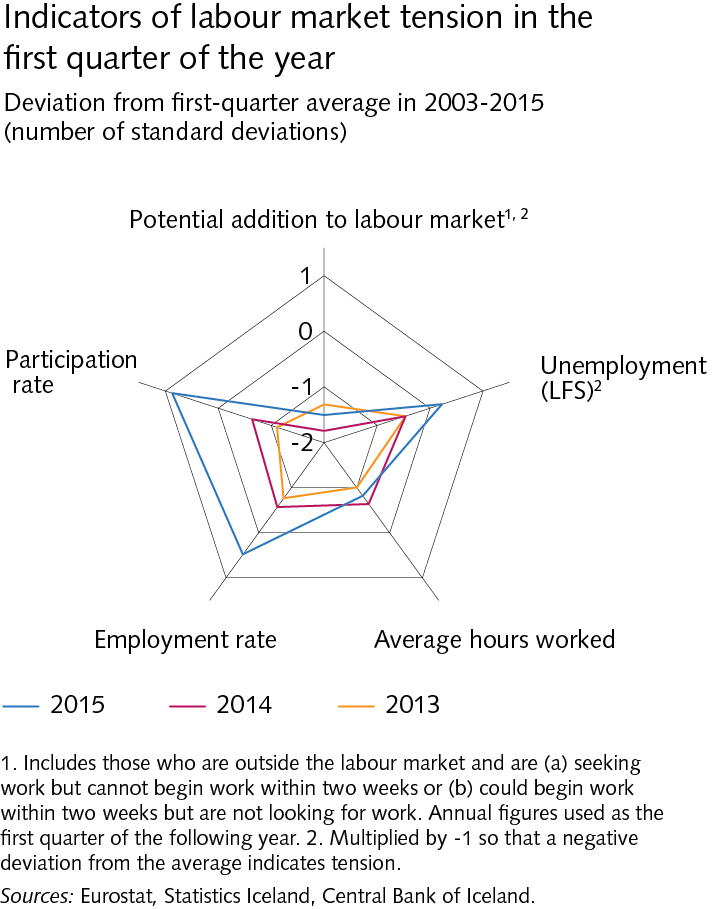 Indicators of labour market tension in the
first quarter of the year
Deviation from first-quarter average in 2003-2015
(number of standard deviations)
Potential addition to labour market1, 2
1
0
-1
-2
Participation
rate
Unemployment
(LFS)2
Employment rate
Average hours worked
2015
2014
2013
1. Includes those who are outside the labour market and are (a) seeking
work but cannot begin work within two weeks or (b) could begin work
within two weeks but are not looking for work. Annual figures used as the
first quarter of the following year. 2. Multiplied by -1 so that a negative
deviation from the average indicates tension.
Sources: Eurostat, Statistics Iceland, Central Bank of Iceland.